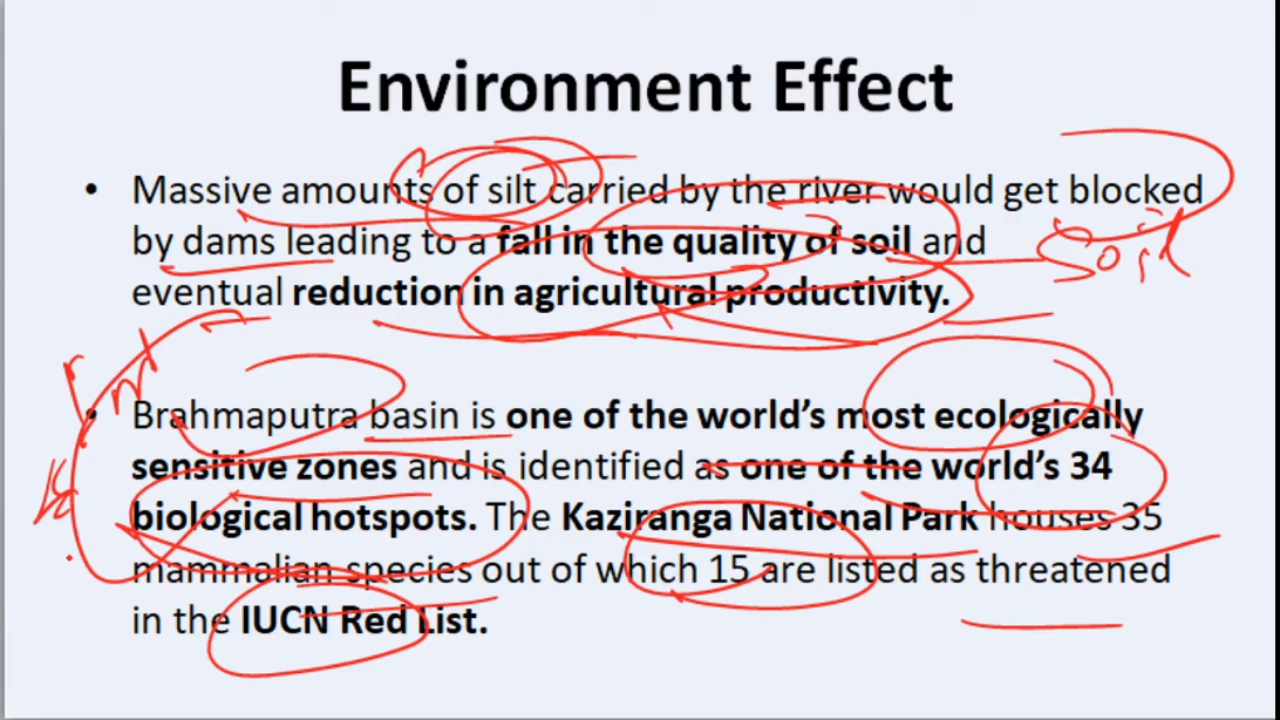 Environment Effect
• Massive amounts of silt carried by the river would get blocked
by dams leading to a fall in the quality of soil and
eventual reduction in agricultural productivity.
Soil
• Brahmaputra basin is one of the world's most ecologically
sensitive zones and is identified as one of the world's 34
biological hotspots. The Kaziranga National Park houses 35
mammalian species out of which 15 are listed as threatened
in the IUCN Red List.